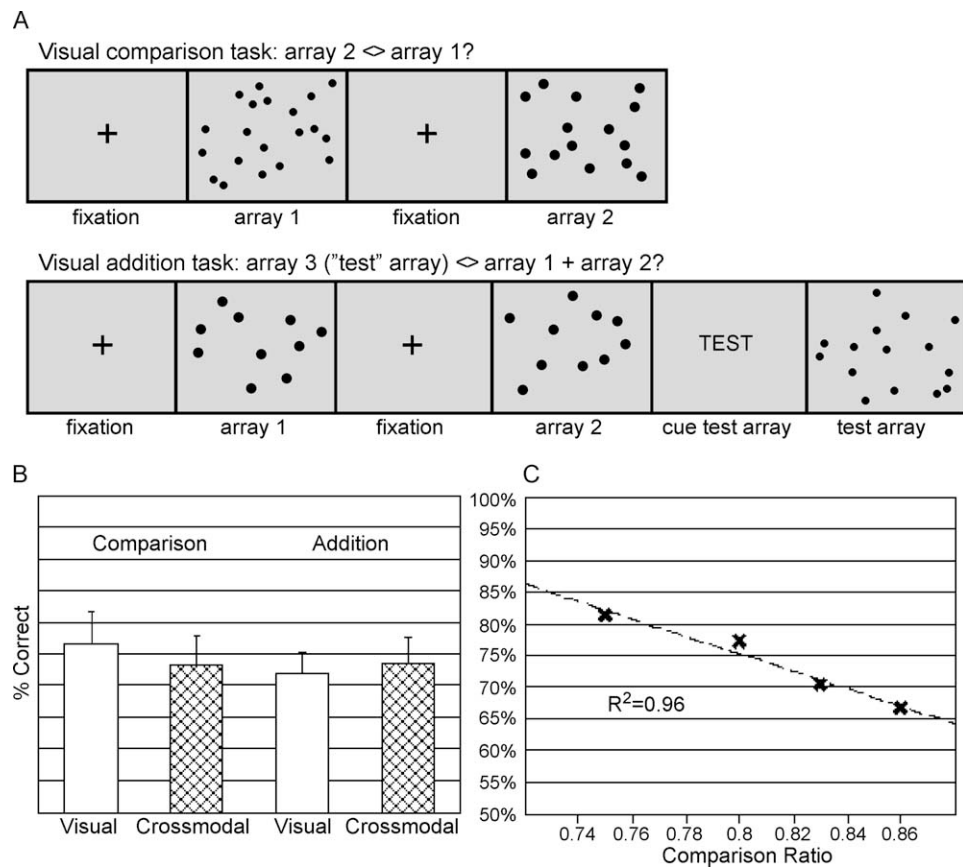 A
Visual comparison task: array 2 <> array 1?
fixation array 1 fixation array 2
Visual addition task: array 3 ("test" array) <> array 1 + array 2?
TEST
fixation array 1 fixation array 2 cue test array test array
B
Comparison Addition
% Correct
Visual Crossmodal Visual Crossmodal
C
100%
95%
90%
85%
80%
75%
70%
65%
60%
55%
50%
R²=0.96
0.74 0.76 0.78 0.8 0.82 0.84 0.86
Comparison Ratio